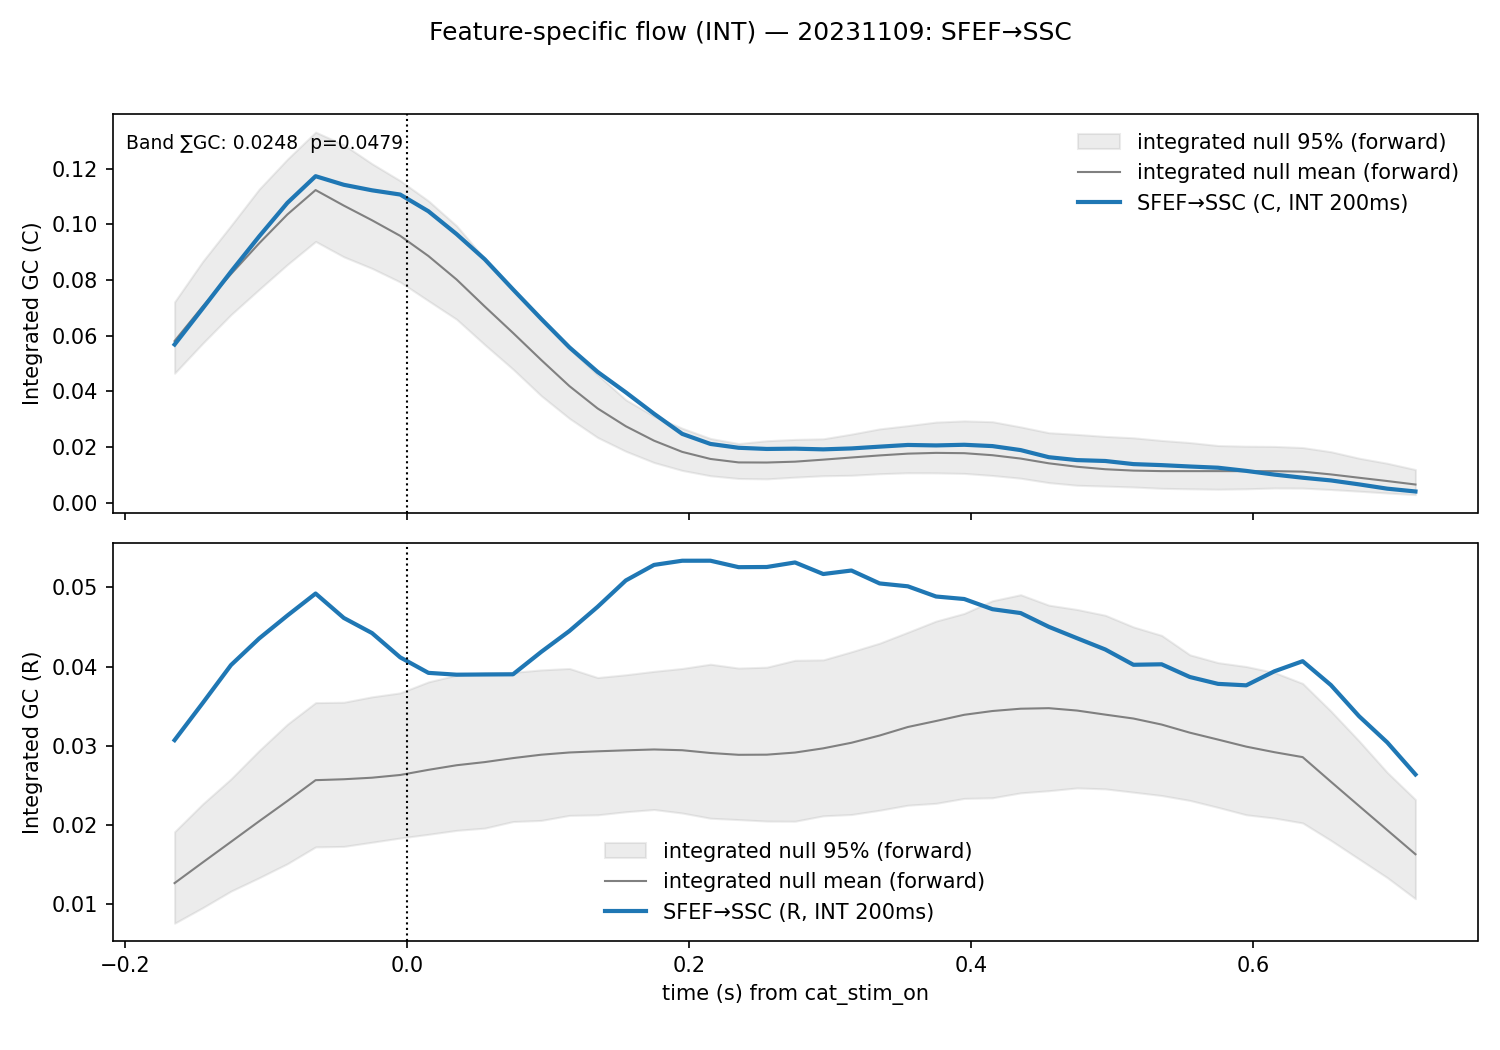 Feature-specific flow (INT) — 20231109: SFEF→SSC
Band ∑GC: 0.0248  p=0.0479
integrated null 95% (forward)
integrated null mean (forward)
SFEF→SSC (C, INT 200ms)
Integrated GC (C)
0.12
0.10
0.08
0.06
0.04
0.02
0.00
Integrated GC (R)
0.05
0.04
0.03
0.02
0.01
integrated null 95% (forward)
integrated null mean (forward)
SFEF→SSC (R, INT 200ms)
−0.2 0.0 0.2 0.4 0.6
time (s) from cat_stim_on